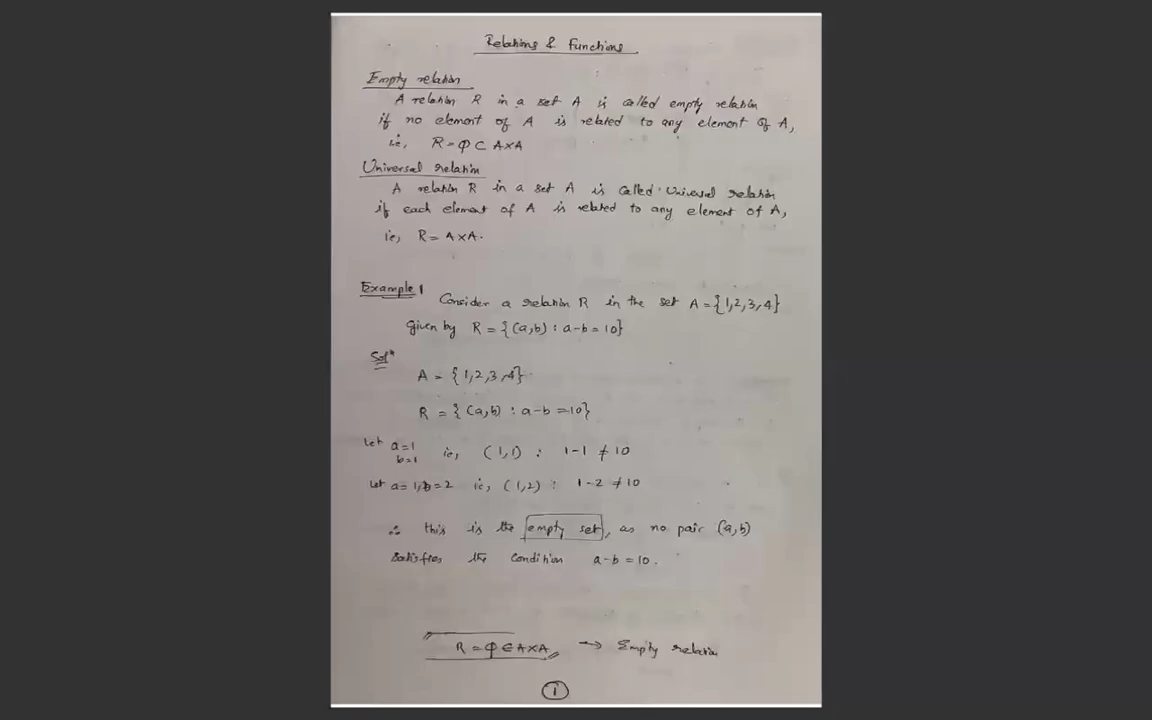 Relations & Functions
Empty relation
A relation R in a set A is called empty relation
if no element of A is related to any element of A,
ie, R = φ ⊂ A×A
Universal relation
A relation R in a set A is called Universal relation
if each element of A is related to any element of A,
ie, R = A×A.
Example 1 Consider a relation R in the set A = {1,2,3,4}
given by R = {(a,b) : a-b = 10}
Solⁿ
A = {1,2,3,4}
R = {(a,b) : a-b = 10}
Let a=1 b=1 ie, (1,1) : 1-1 ≠ 10
Let a=1, b=2 ie, (1,2) : 1-2 ≠ 10
∴ this is the empty set, as no pair (a,b)
satisfies the condition a-b = 10.
R = φ ∈ A×A → Empty relation
1